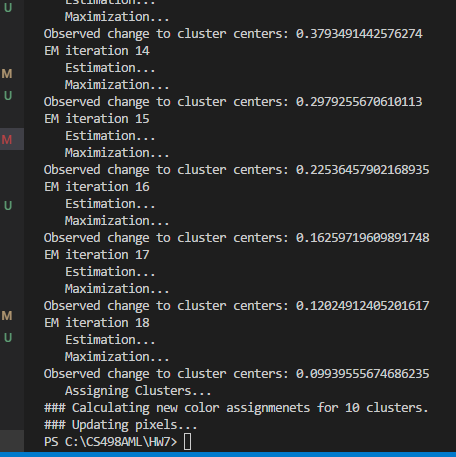 Estimation...
U
Maximization...
Observed change to cluster centers: 0.3793491442576274
EM iteration 14
Estimation...
M
Maximization...
U
Observed change to cluster centers: 0.2979255670610113
EM iteration 15
Estimation...
M
Maximization...
Observed change to cluster centers: 0.22536457902168935
EM iteration 16
Estimation...
U
Maximization...
Observed change to cluster centers: 0.16259719609891748
EM iteration 17
Estimation...
Maximization...
Observed change to cluster centers: 0.12024912405201617
M
EM iteration 18
Estimation...
U
Maximization...
Observed change to cluster centers: 0.09939555674686235
Assigning Clusters...
### Calculating new color assignmenets for 10 clusters.
### Updating pixels...
PS C:\CS498AML\HW7>